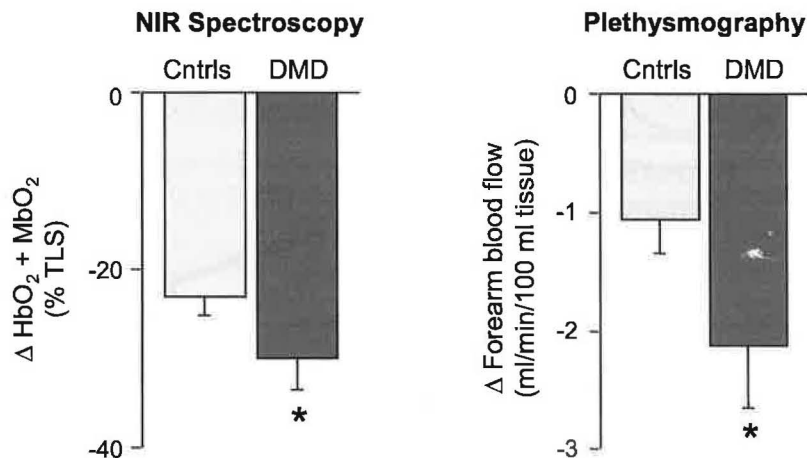 NIR Spectroscopy
Cntrls DMD
0
-20
-40
Δ HbO₂ + MbO₂
(% TLS)
*
Plethysmography
Cntrls DMD
0
-1
-2
-3
Δ Forearm blood flow
(ml/min/100 ml tissue)
*